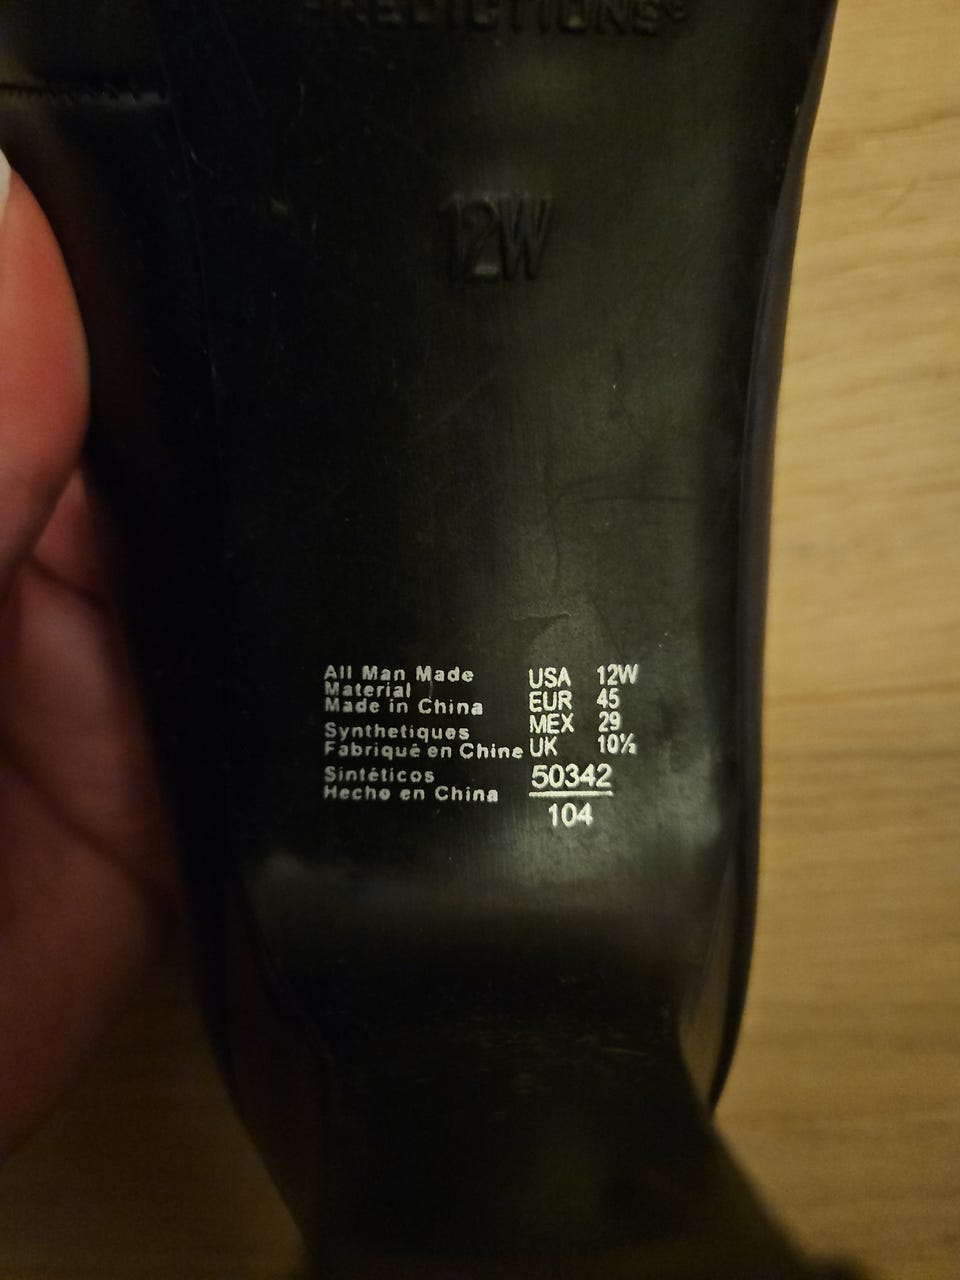 PREDICTIONS®
12W
All Man Made
Material
Made in China
Synthetiques
Fabriqué en Chine
Sintéticos
Hecho en China
USA 12W
EUR 45
MEX 29
UK 10½
50342
104